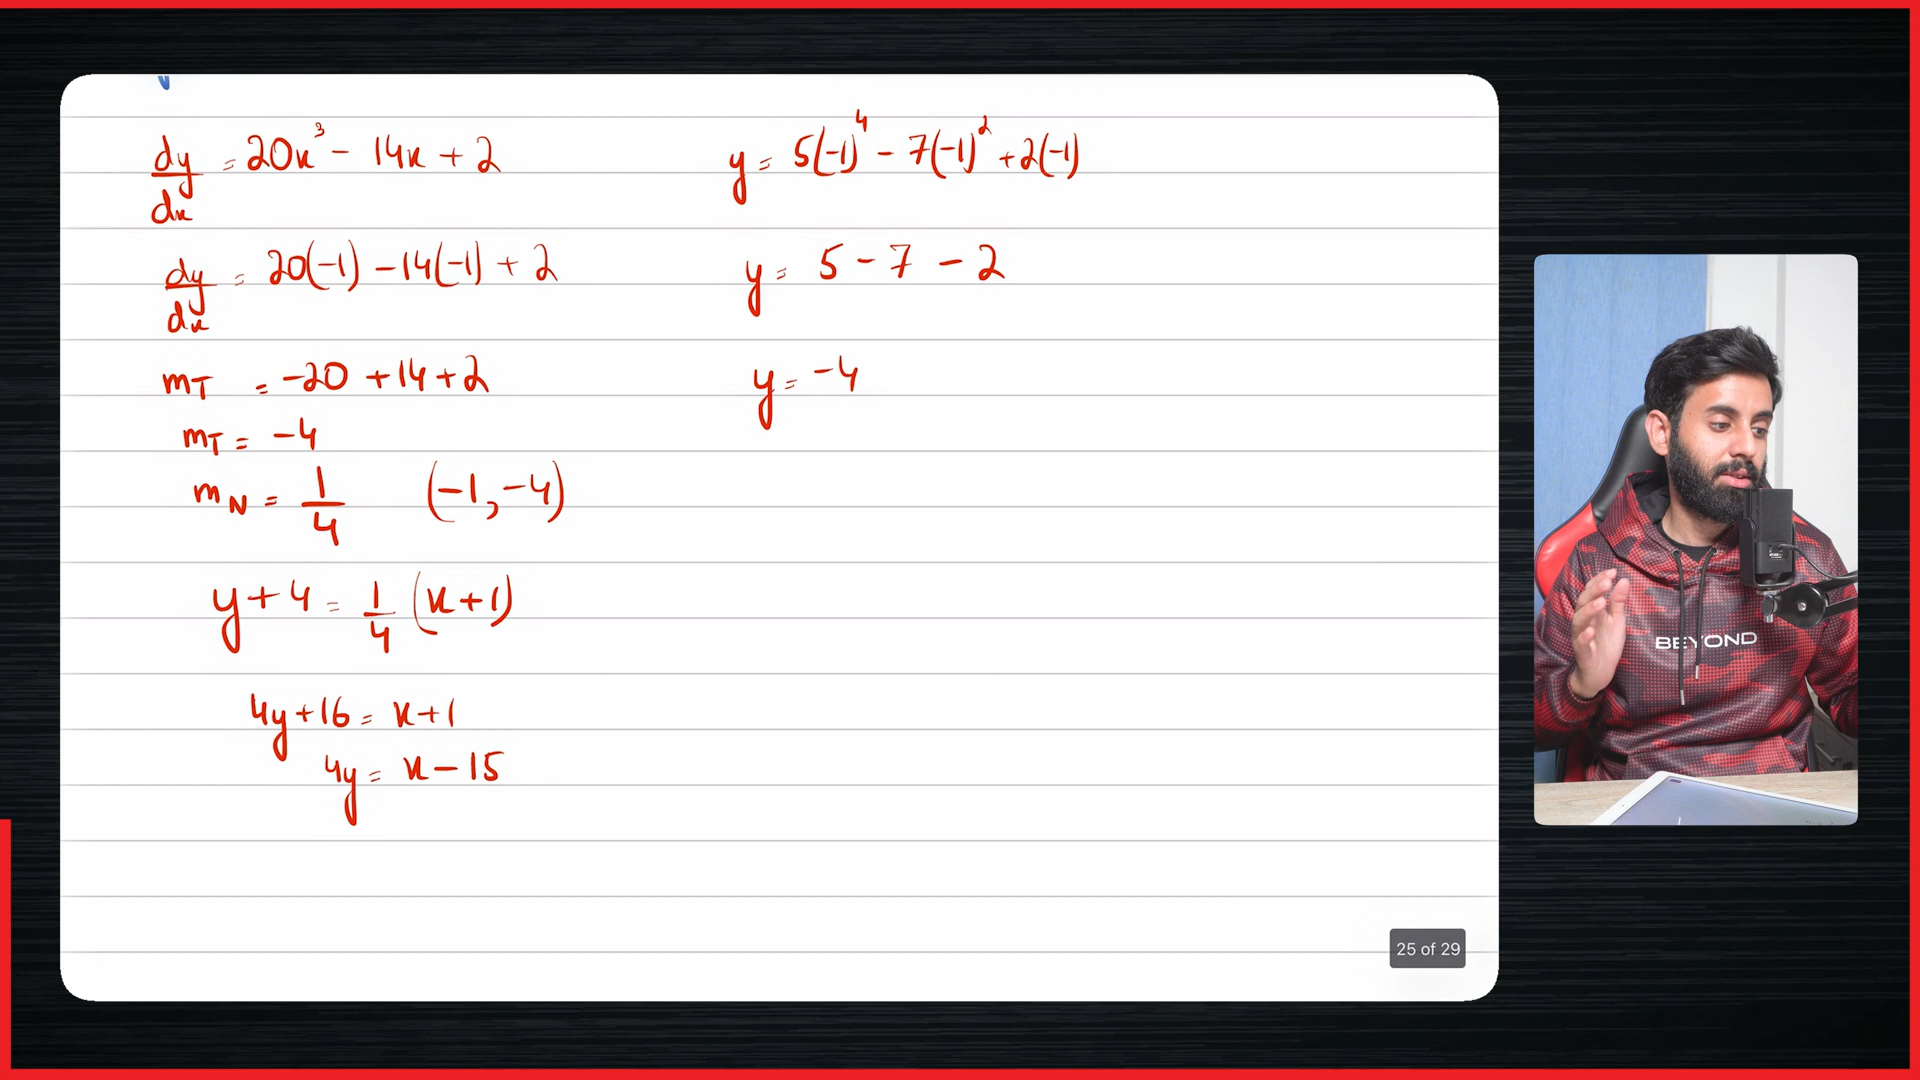 dy/dx = 20x³ - 14x + 2
dy/dx = 20(-1) - 14(-1) + 2
mT = -20 + 14 + 2
mT = -4
mN = 1/4 (-1, -4)
y + 4 = 1/4 (x + 1)
4y + 16 = x + 1
4y = x - 15
y = 5(-1)⁴ - 7(-1)² + 2(-1)
y = 5 - 7 - 2
y = -4
BEYOND
25 of 29